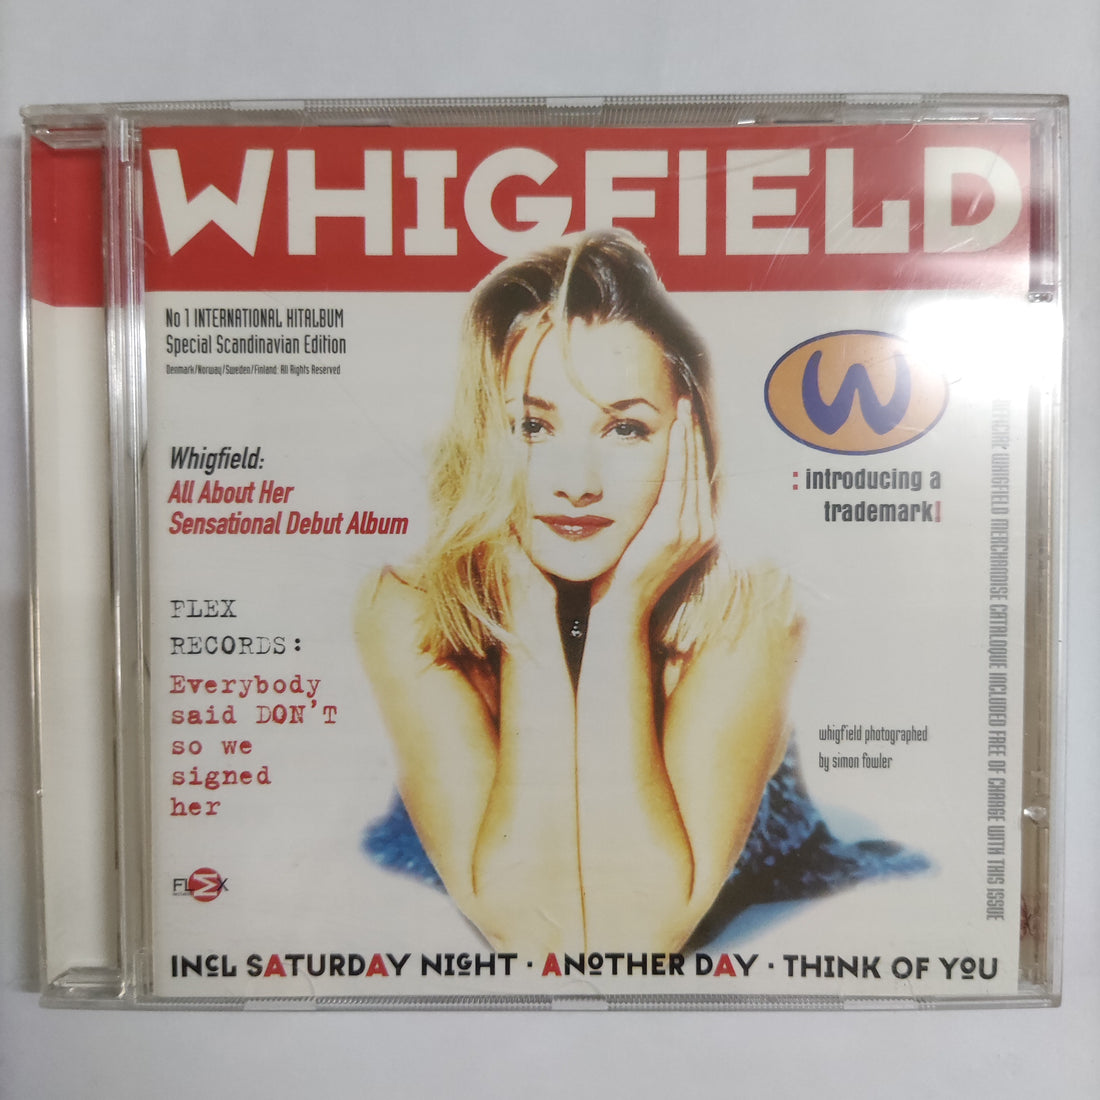 WHIGFIELD
No 1 INTERNATIONAL HITALBUM
Special Scandinavian Edition
Denmark/Norway/Sweden/Finland: All Rights Reserved
W
: introducing a
trademark!
Whigfield:
All About Her
Sensational Debut Album
FLEX
RECORDS:
Everybody
said DON'T
so we
signed
her
whigfield photographed
by simon fowler
OFFICIAL WHIGFIELD MERCHANDISE CATALOQUE INCLUDED FREE OF CHARGE WITH THIS ISSUE
FLEX
INCL SATURDAY NIGHT · ANOTHER DAY · THINK OF YOU